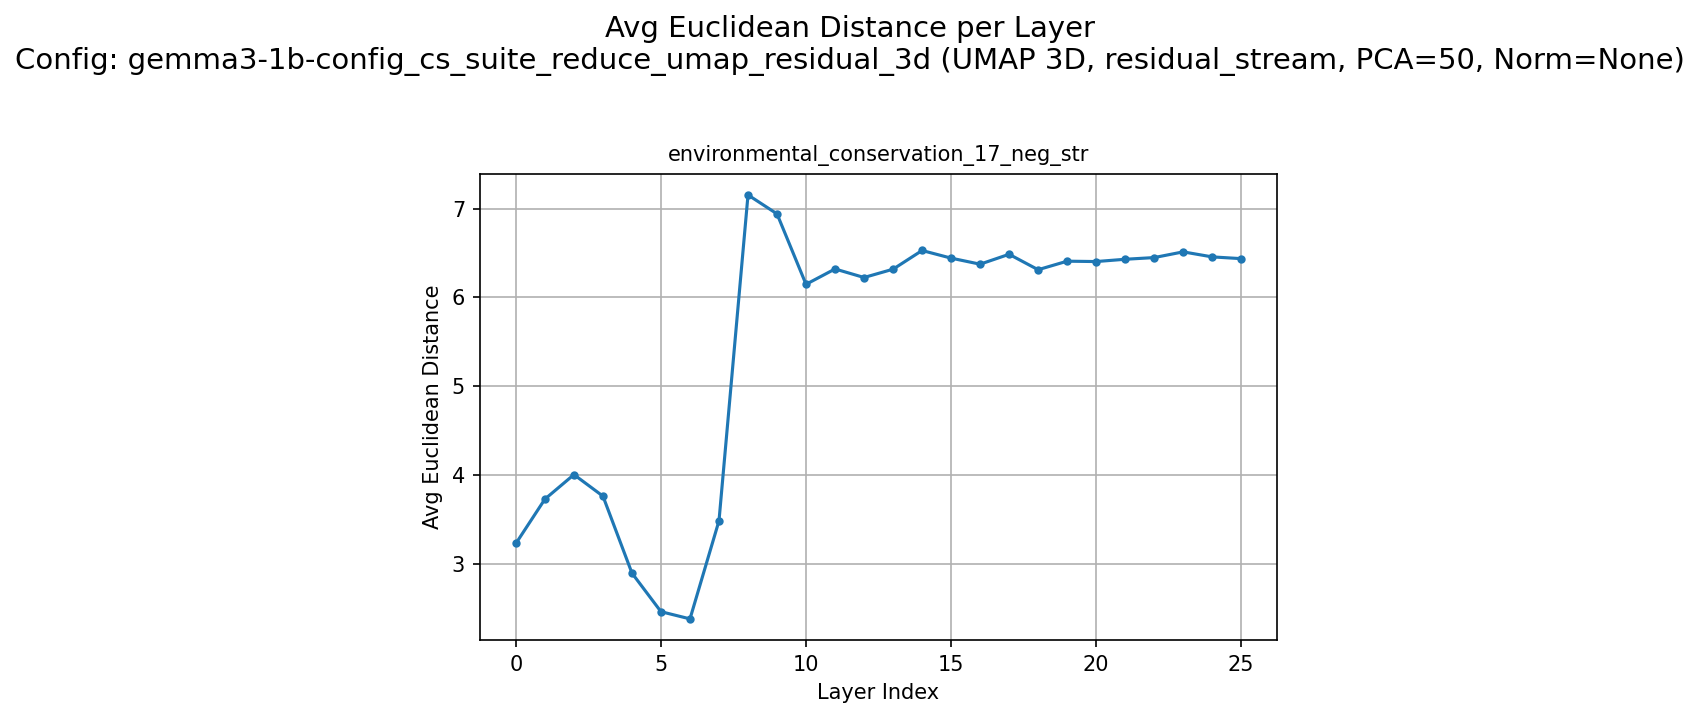 Avg Euclidean Distance per Layer
Config: gemma3-1b-config_cs_suite_reduce_umap_residual_3d (UMAP 3D, residual_stream, PCA=50, Norm=None)
environmental_conservation_17_neg_str
Avg Euclidean Distance
7
6
5
4
3
0 5 10 15 20 25
Layer Index